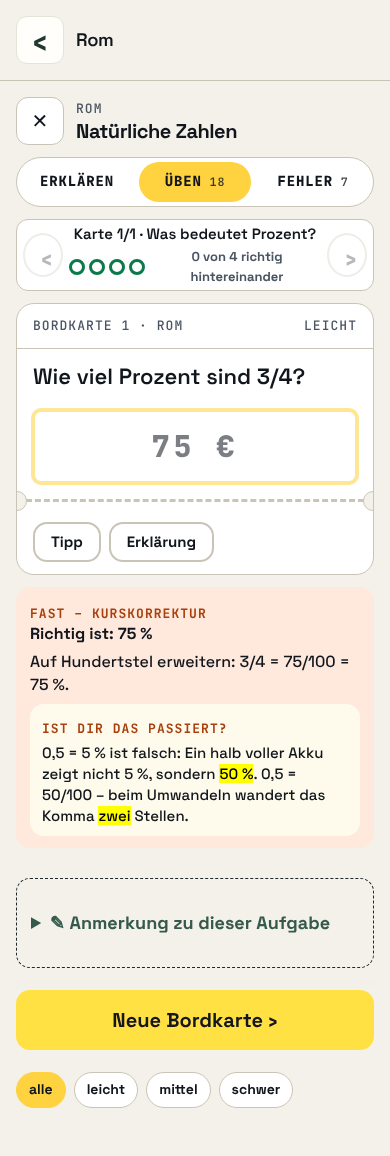 < Rom
✕ ROM
Natürliche Zahlen
ERKLÄREN ÜBEN 18 FEHLER 7
Karte 1/1 · Was bedeutet Prozent?
< 0 von 4 richtig >
hintereinander
BORDKARTE 1 · ROM LEICHT
Wie viel Prozent sind 3/4?
75 €
Tipp Erklärung
FAST – KURSKORREKTUR
Richtig ist: 75 %
Auf Hundertstel erweitern: 3/4 = 75/100 =
75 %.
IST DIR DAS PASSIERT?
0,5 = 5 % ist falsch: Ein halb voller Akku
zeigt nicht 5 %, sondern 50 %. 0,5 =
50/100 – beim Umwandeln wandert das
Komma zwei Stellen.
▶ ✎ Anmerkung zu dieser Aufgabe
Neue Bordkarte >
alle leicht mittel schwer